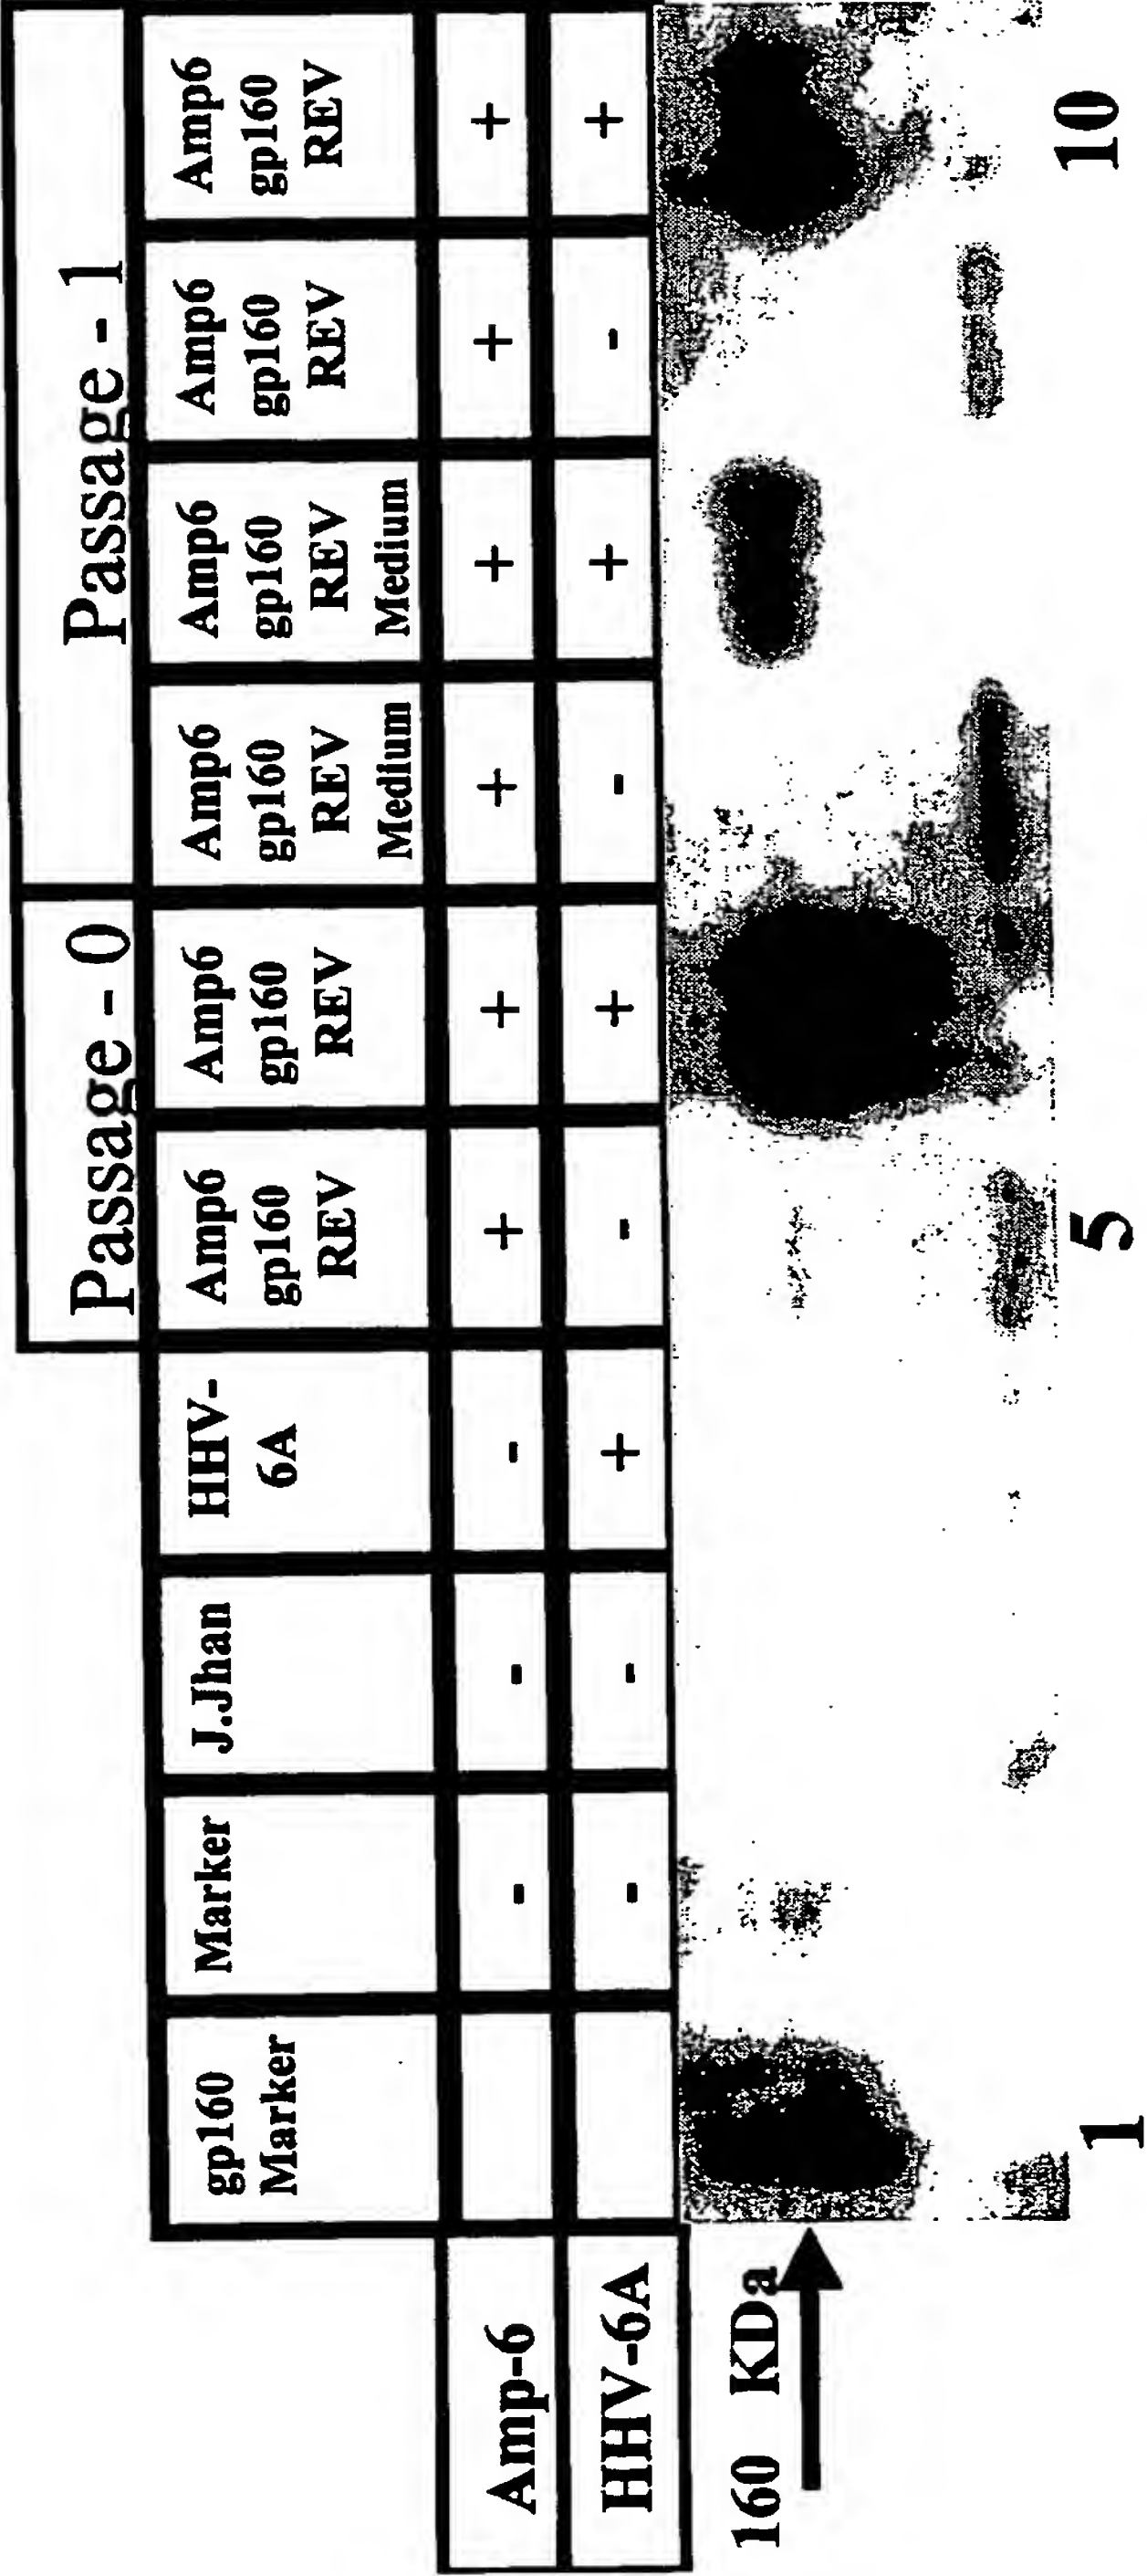 Passage - 0
Passage - 1
gp160
Marker
Marker
J.Jhan
HHV-
6A
Amp6
gp160
REV
Amp6
gp160
REV
Amp6
gp160
REV
Medium
Amp6
gp160
REV
Medium
Amp6
gp160
REV
Amp6
gp160
REV
Amp-6
- - - + + + + + +
HHV-6A
- - + - + - + - +
160 KDa
1
5
10